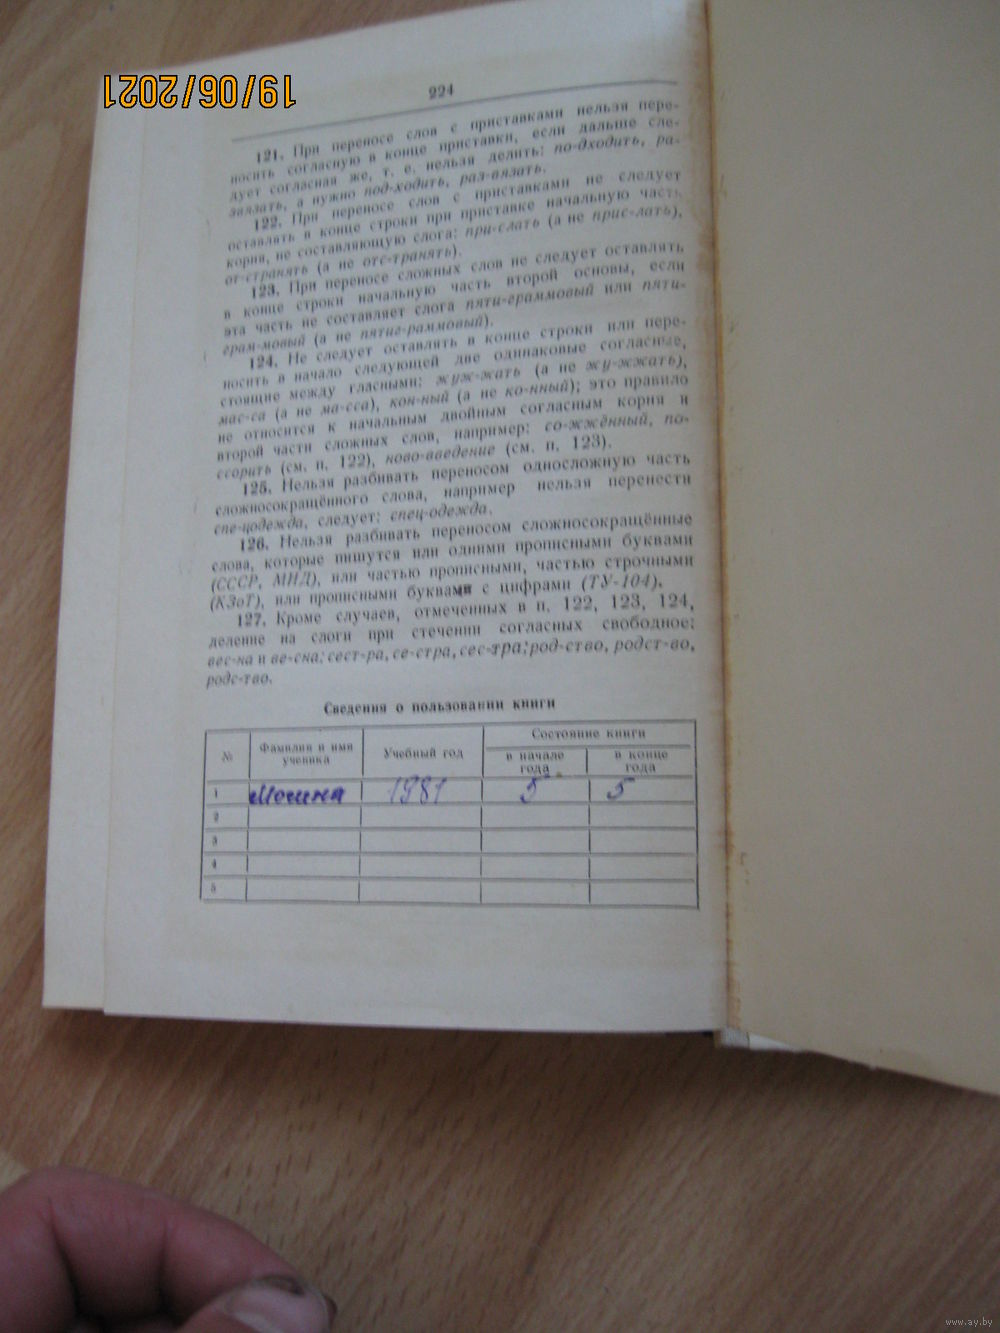 19/06/2021
224
121. При переносе слов с приставками нельзя пере-
носить согласную в конце приставки, если дальше сле-
дует согласная же, т. е. нельзя делить: по-дходить, ра-
звязать, а нужно под-ходить, раз-вязать.
122. При переносе слов с приставками не следует
оставлять в конце строки при приставке начальную часть
корня, не составляющую слога: при-слать (а не прис-лать),
от-странять (а не отс-транять).
123. При переносе сложных слов не следует оставлять
в конце строки начальную часть второй основы, если
эта часть не составляет слога пяти-граммовый или пяти-
грам-мовый (а не пятиг-раммовый).
124. Не следует оставлять в конце строки или пере-
носить в начало следующей две одинаковые согласные,
стоящие между гласными: жуж-жать (а не жу-жжать),
мас-са (а не ма-сса), кон-ный (а не ко-нный); это правило
не относится к начальным двойным согласным корня и
второй части сложных слов, например: со-жжённый, по-
ссорить (см. п. 122), ново-введение (см. п. 123).
125. Нельзя разбивать переносом односложную часть
сложносокращённого слова, например нельзя перенести
спе-цодежда, следует: спец-одежда.
126. Нельзя разбивать переносом сложносокращённые
слова, которые пишутся или одними прописными буквами
(СССР, МИД), или частью прописными, частью строчными
(КЗоТ), или прописными буквами с цифрами (ТУ-104).
127. Кроме случаев, отмеченных в п. 122, 123, 124,
деление на слоги при стечении согласных свободное:
вес-на и ве-сна; сест-ра, се-стра, сес-тра; род-ство, родст-во,
родс-тво.
Сведения о пользовании книги
№
Фамилия и имя
ученика
Учебный год
Состояние книги
в начале
года
в конце
года
1 1981 5 5
2
3
4
5
www.ay.by